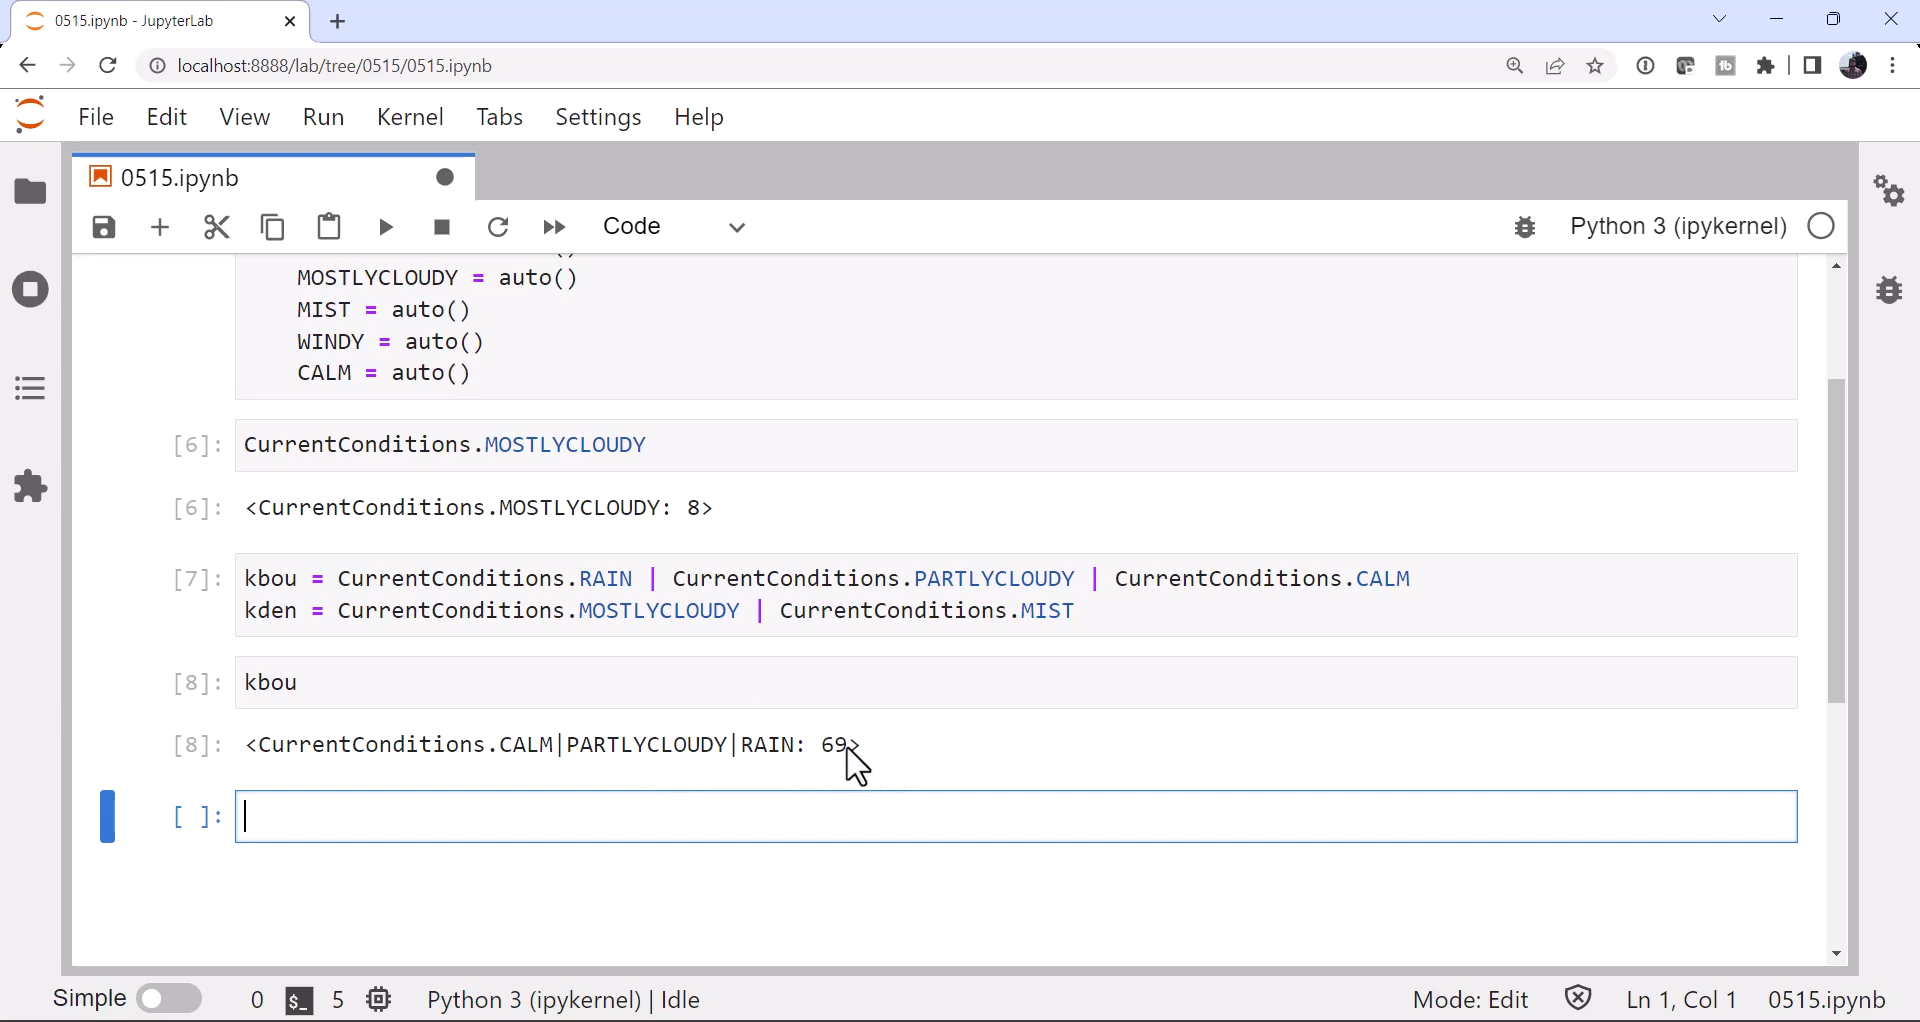 0515.ipynb - JupyterLab
localhost:8888/lab/tree/0515/0515.ipynb
File Edit View Run Kernel Tabs Settings Help
0515.ipynb
Code
Python 3 (ipykernel)
MOSTLYCLOUDY = auto()
MIST = auto()
WINDY = auto()
CALM = auto()
[6]: CurrentConditions.MOSTLYCLOUDY
[6]: <CurrentConditions.MOSTLYCLOUDY: 8>
[7]: kbou = CurrentConditions.RAIN | CurrentConditions.PARTLYCLOUDY | CurrentConditions.CALM
kden = CurrentConditions.MOSTLYCLOUDY | CurrentConditions.MIST
[8]: kbou
[8]: <CurrentConditions.CALM|PARTLYCLOUDY|RAIN: 69>
[ ]:
Simple 0 $_ 5 Python 3 (ipykernel) | Idle Mode: Edit Ln 1, Col 1 0515.ipynb